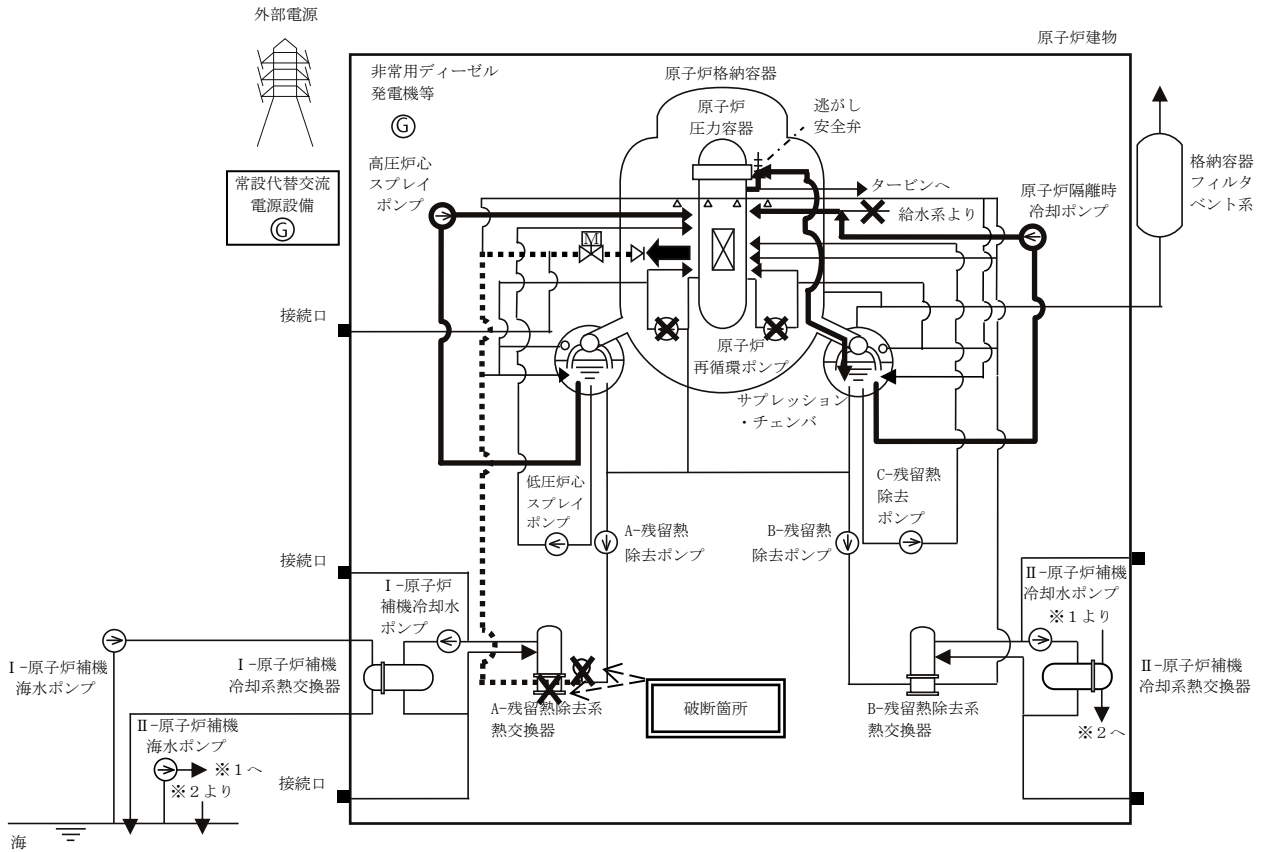 外部電源
原子炉建物
非常用ディーゼル
発電機等
G
原子炉格納容器
原子炉
圧力容器
逃がし
安全弁
常設代替交流
電源設備
G
高圧炉心
スプレイ
ポンプ
タービンへ
給水系より
原子炉隔離時
冷却ポンプ
格納容器
フィルタ
ベント系
M
接続口
原子炉
再循環ポンプ
サプレッション
・チェンバ
低圧炉心
スプレイ
ポンプ
A-残留熱
除去ポンプ
B-残留熱
除去ポンプ
C-残留熱
除去
ポンプ
接続口
Ⅰ-原子炉
補機冷却水
ポンプ
Ⅱ-原子炉補機
冷却水ポンプ
※1より
Ⅰ-原子炉補機
海水ポンプ
Ⅰ-原子炉補機
冷却系熱交換器
A-残留熱除去系
熱交換器
破断箇所
B-残留熱除去系
熱交換器
Ⅱ-原子炉補機
冷却系熱交換器
※2へ
Ⅱ-原子炉補機
海水ポンプ
※1へ
※2より
接続口
海